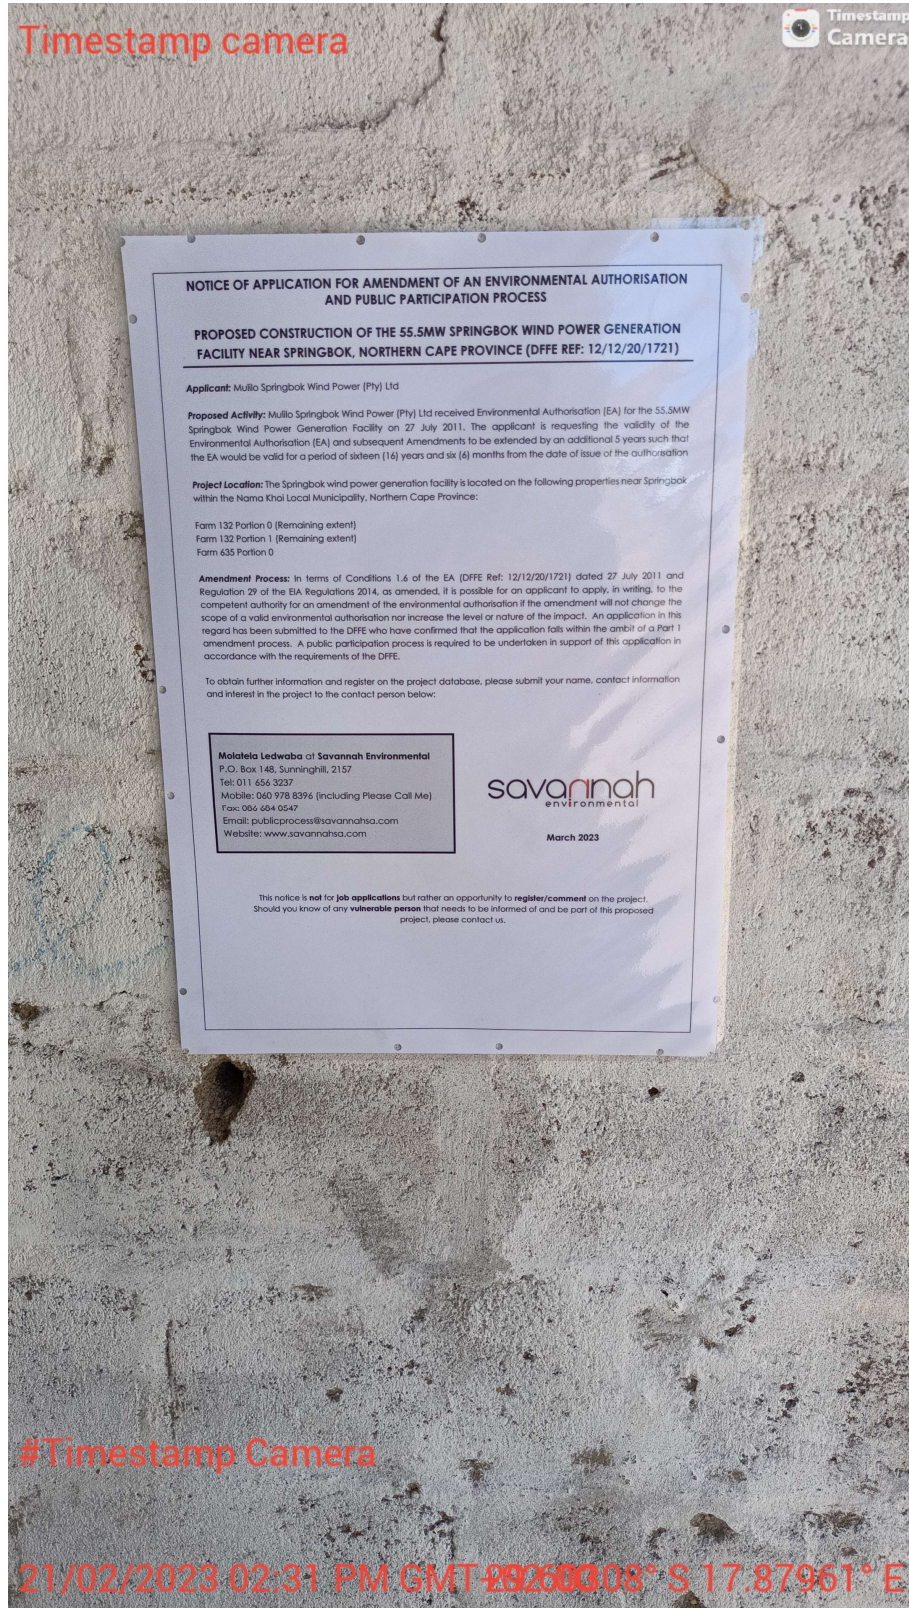 Timestamp camera
Timestamp
Camera
NOTICE OF APPLICATION FOR AMENDMENT OF AN ENVIRONMENTAL AUTHORISATION
AND PUBLIC PARTICIPATION PROCESS
PROPOSED CONSTRUCTION OF THE 55.5MW SPRINGBOK WIND POWER GENERATION
FACILITY NEAR SPRINGBOK, NORTHERN CAPE PROVINCE (DFFE REF: 12/12/20/1721)
Applicant: Mulilo Springbok Wind Power (Pty) Ltd
Proposed Activity: Mulilo Springbok Wind Power (Pty) Ltd received Environmental Authorisation (EA) for the 55.5MW
Springbok Wind Power Generation Facility on 27 July 2011. The applicant is requesting the validity of the
Environmental Authorisation (EA) and subsequent Amendments to be extended by an additional 5 years such that
the EA would be valid for a period of sixteen (16) years and six (6) months from the date of issue of the authorisation
Project Location: The Springbok wind power generation facility is located on the following properties near Springbok
within the Nama Khoi Local Municipality, Northern Cape Province:
Farm 132 Portion 0 (Remaining extent)
Farm 132 Portion 1 (Remaining extent)
Farm 635 Portion 0
Amendment Process: In terms of Conditions 1.6 of the EA (DFFE Ref: 12/12/20/1721) dated 27 July 2011 and
Regulation 29 of the EIA Regulations 2014, as amended, it is possible for an applicant to apply, in writing, to the
competent authority for an amendment of the environmental authorisation if the amendment will not change the
scope of a valid environmental authorisation nor increase the level or nature of the impact. An application in this
regard has been submitted to the DFFE who have confirmed that the application falls within the ambit of a Part 1
amendment process. A public participation process is required to be undertaken in support of this application in
accordance with the requirements of the DFFE.
To obtain further information and register on the project database, please submit your name, contact information
and interest in the project to the contact person below:
Molatela Ledwaba at Savannah Environmental
P.O. Box 148, Sunninghill, 2157
Tel: 011 656 3237
Mobile: 060 978 8396 (including Please Call Me)
Fax: 086 684 0547
Email: publicprocess@savannahsa.com
Website: www.savannahsa.com
savannah
environmental
March 2023
This notice is not for job applications but rather an opportunity to register/comment on the project.
Should you know of any vulnerable person that needs to be informed of and be part of this proposed
project, please contact us.
#Timestamp Camera
21/02/2023 02:31 PM S 17.87961° E